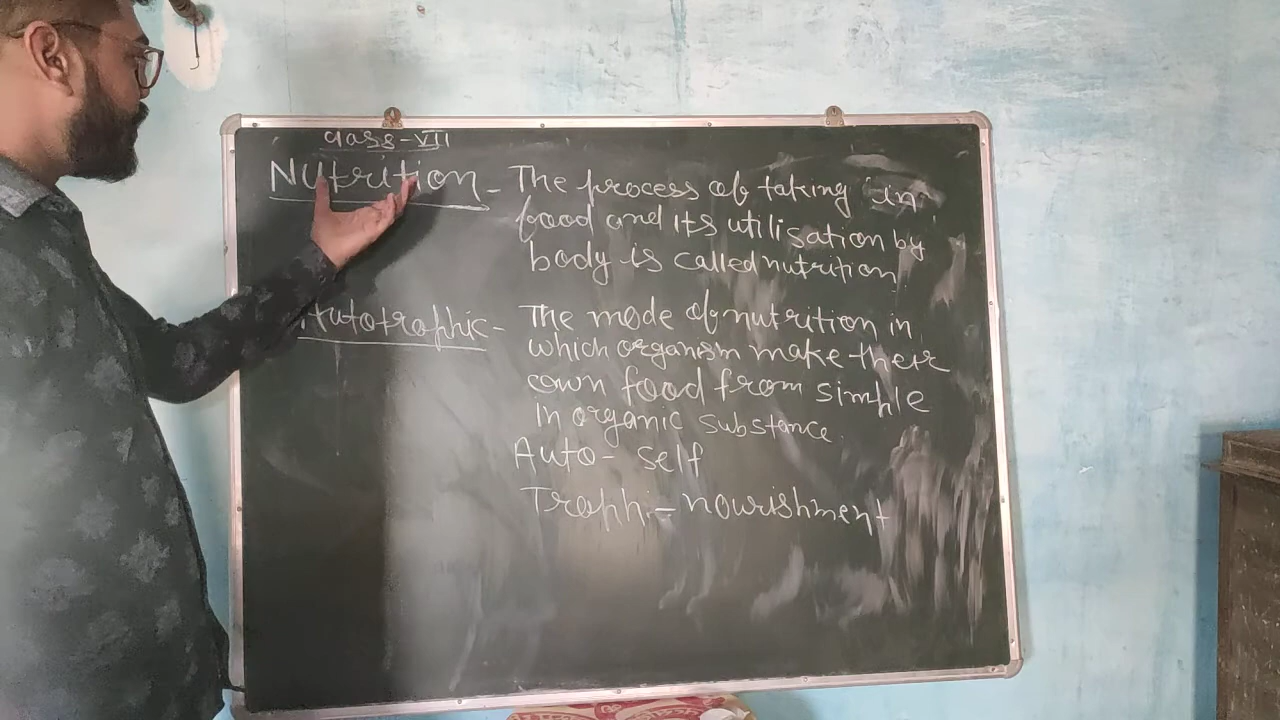 Class-VII
Nutrition - The process of taking in
food and its utilisation by
body is called nutrition
Autotrophic - The mode of nutrition in
which organism make their
own food from simple
in organic substance.
Auto- self
Trophi- nourishment